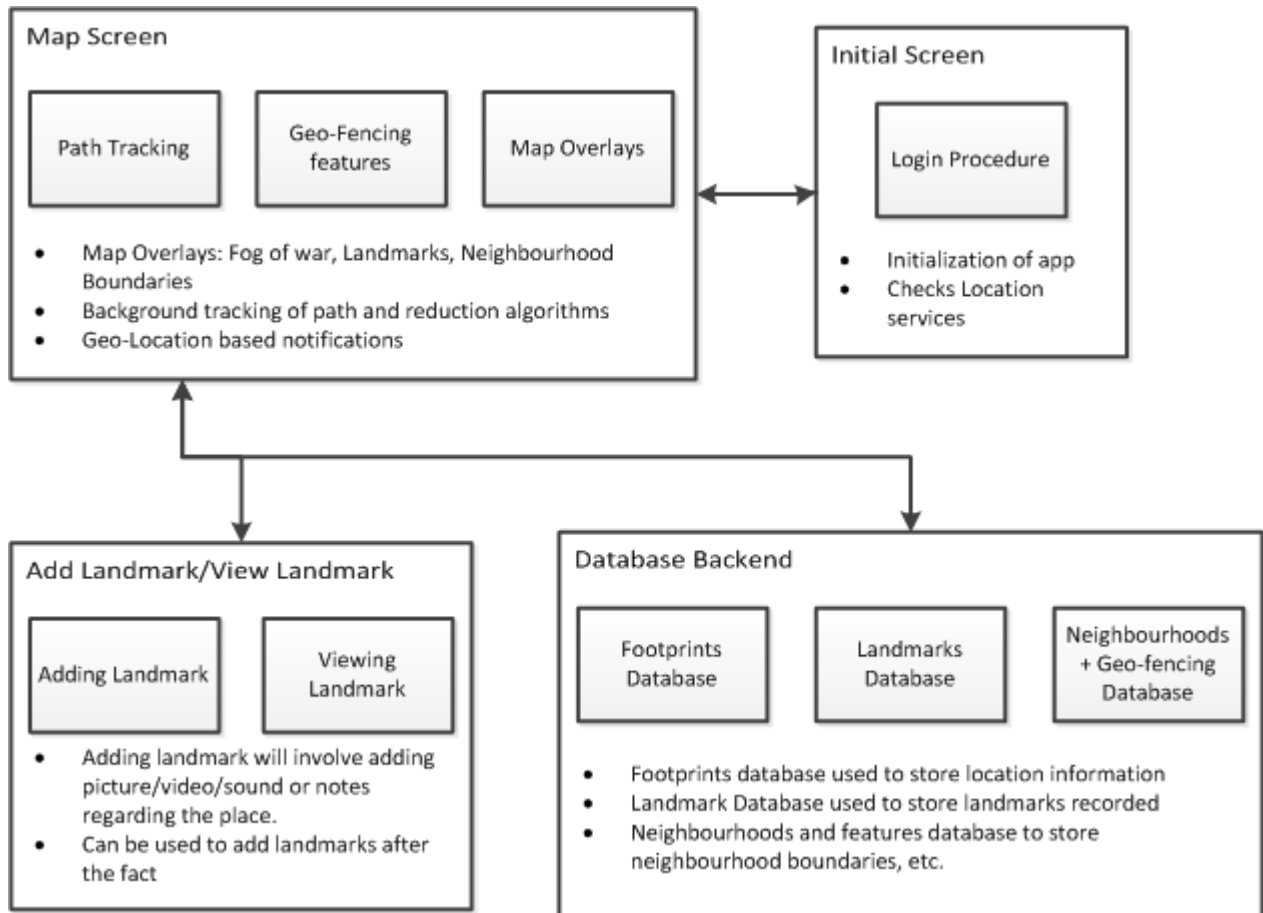 Map Screen
Path Tracking
Geo-Fencing
features
Map Overlays
• Map Overlays: Fog of war, Landmarks, Neighbourhood
Boundaries
• Background tracking of path and reduction algorithms
• Geo-Location based notifications
Initial Screen
Login Procedure
• Initialization of app
• Checks Location
services
Add Landmark/View Landmark
Adding Landmark
Viewing
Landmark
• Adding landmark will involve adding
picture/video/sound or notes
regarding the place.
• Can be used to add landmarks after
the fact
Database Backend
Footprints
Database
Landmarks
Database
Neighbourhoods
+ Geo-fencing
Database
• Footprints database used to store location information
• Landmark Database used to store landmarks recorded
• Neighbourhoods and features database to store
neighbourhood boundaries, etc.